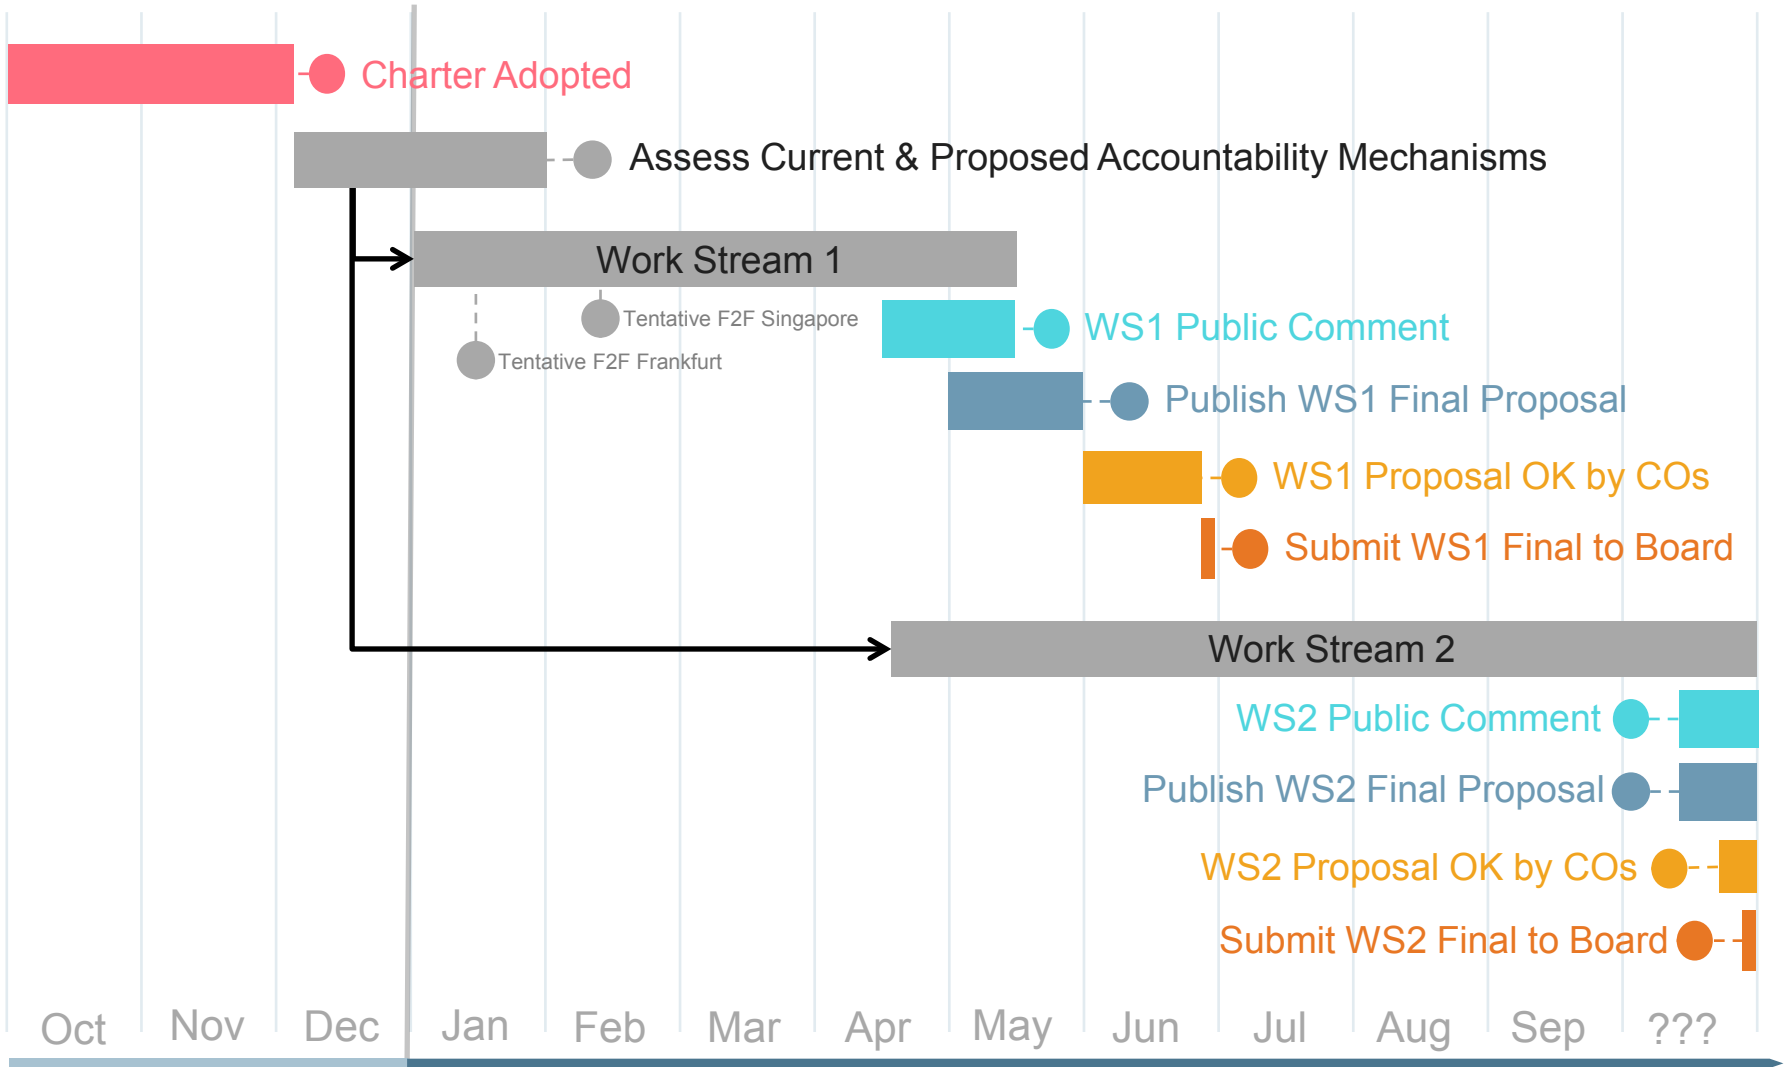 Charter Adopted
Assess Current & Proposed Accountability Mechanisms
Work Stream 1
Tentative F2F Singapore
WS1 Public Comment
Tentative F2F Frankfurt
Publish WS1 Final Proposal
WS1 Proposal OK by COs
Submit WS1 Final to Board
Work Stream 2
WS2 Public Comment
Publish WS2 Final Proposal
WS2 Proposal OK by COs
Submit WS2 Final to Board
Oct Nov Dec Jan Feb Mar Apr May Jun Jul Aug Sep ???